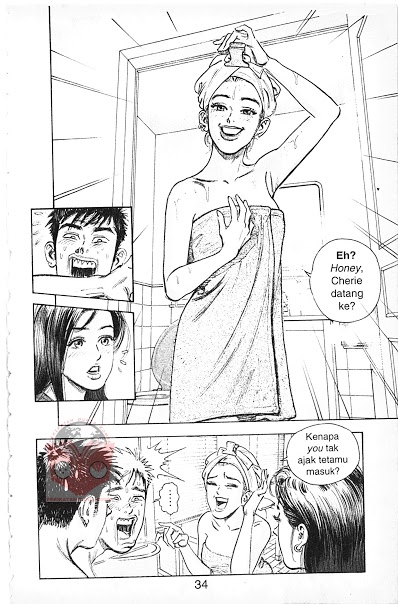 Eh?
Honey,
Cherie
datang
ke?
Kenapa
you tak
ajak tetamu
masuk?
34